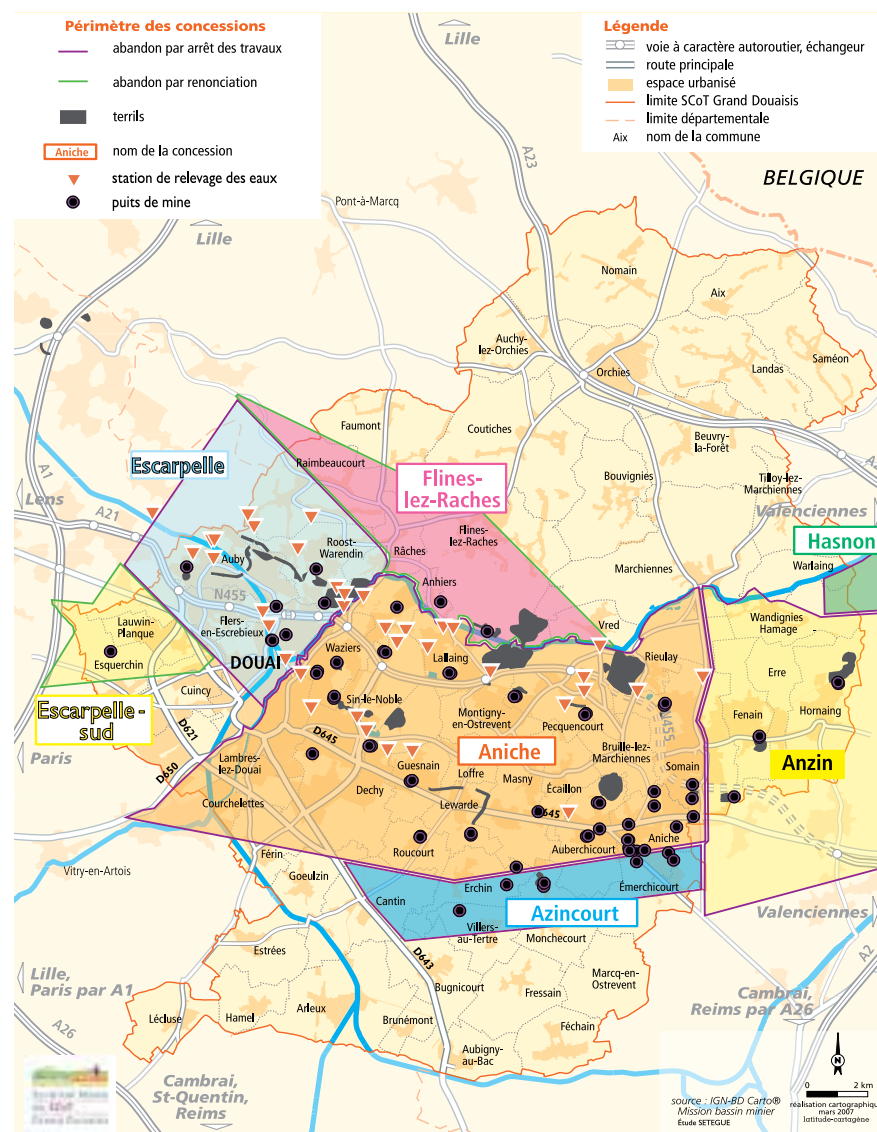 Périmètre des concessions
abandon par arrêt des travaux
abandon par renonciation
terrils
Aniche
nom de la concession
station de relevage des eaux
puits de mine
Légende
voie à caractère autoroutier, échangeur
route principale
espace urbanisé
limite SCoT Grand Douaisis
limite départementale
Aix
nom de la commune
Lille
A23
BELGIQUE
Pont-à-Marcq
Lille
Nomain
Aix
Auchy-
lez-Orchies
Orchies
Landas
Saméon
Faumont
Coutiches
Beuvry-
la-Forêt
Raimbeaucourt
Bouvignies
Tilloy-lez-
Marchiennes
Escarpelle
Flines-
lez-Raches
A1
Lens
A21
Valenciennes
Hasnon
Flines-
lez-Raches
Roost-
Warendin
Râches
Auby
Marchiennes
Warlaing
Anhiers
N455
Lauwin-
Planque
Flers-
en-Escrebieux
Vred
Wandignies
Hamage
Esquerchin
DOUAI
Waziers
Lallaing
Rieulay
Erre
Cuincy
Sin-le-Noble
Montigny-
en-Ostrevent
Pecquencourt
Hornaing
Fenain
Escarpelle-
sud
D621
D645
N455
Aniche
Bruille-lez-
Marchiennes
Anzin
Paris
D650
Lambres-
lez-Douai
Guesnain
Loffre
Masny
Somain
Dechy
Écaillon
Courchelettes
Lewarde
D645
Aniche
Auberchicourt
Roucourt
Férin
Vitry-en-Artois
Goeulzin
Erchin
Émerchicourt
Cantin
Azincourt
Valenciennes
Villers-
au-Tertre
Monchecourt
Estrées
D643
A2
Lille,
Paris par A1
Bugnicourt
Marcq-en-
Ostrevent
Fressain
Cambrai,
Reims par A26
Lécluse
Hamel
Arleux
Brunémont
Féchain
A26
Aubigny-
au-Bac
Cambrai,
St-Quentin,
Reims
N
0 2 km
source : IGN-BD Carto®
Mission bassin minier
Étude SETEGUE
réalisation cartographiqu
mars 2007
latitude-cartagène